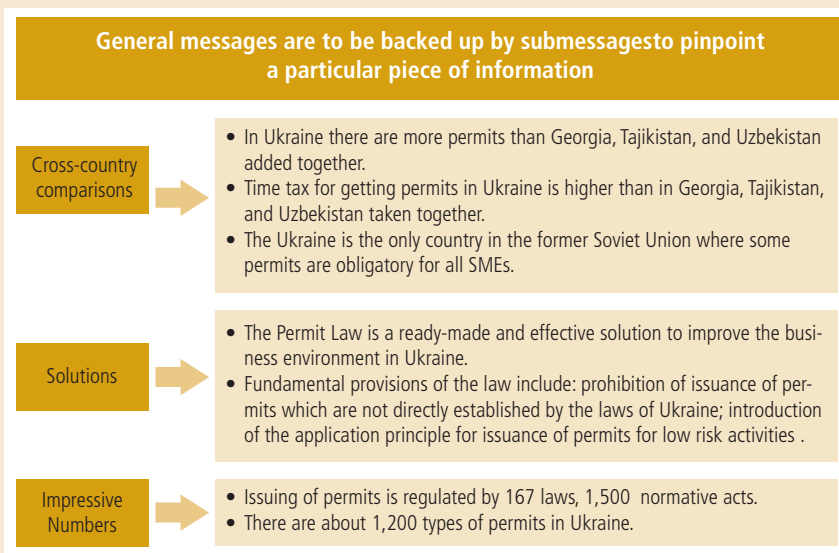 General messages are to be backed up by submessagesto pinpoint
a particular piece of information
Cross-country
comparisons
• In Ukraine there are more permits than Georgia, Tajikistan, and Uzbekistan
added together.
• Time tax for getting permits in Ukraine is higher than in Georgia, Tajikistan,
and Uzbekistan taken together.
• The Ukraine is the only country in the former Soviet Union where some
permits are obligatory for all SMEs.
Solutions
• The Permit Law is a ready-made and effective solution to improve the busi-
ness environment in Ukraine.
• Fundamental provisions of the law include: prohibition of issuance of per-
mits which are not directly established by the laws of Ukraine; introduction
of the application principle for issuance of permits for low risk activities .
Impressive
Numbers
• Issuing of permits is regulated by 167 laws, 1,500 normative acts.
• There are about 1,200 types of permits in Ukraine.